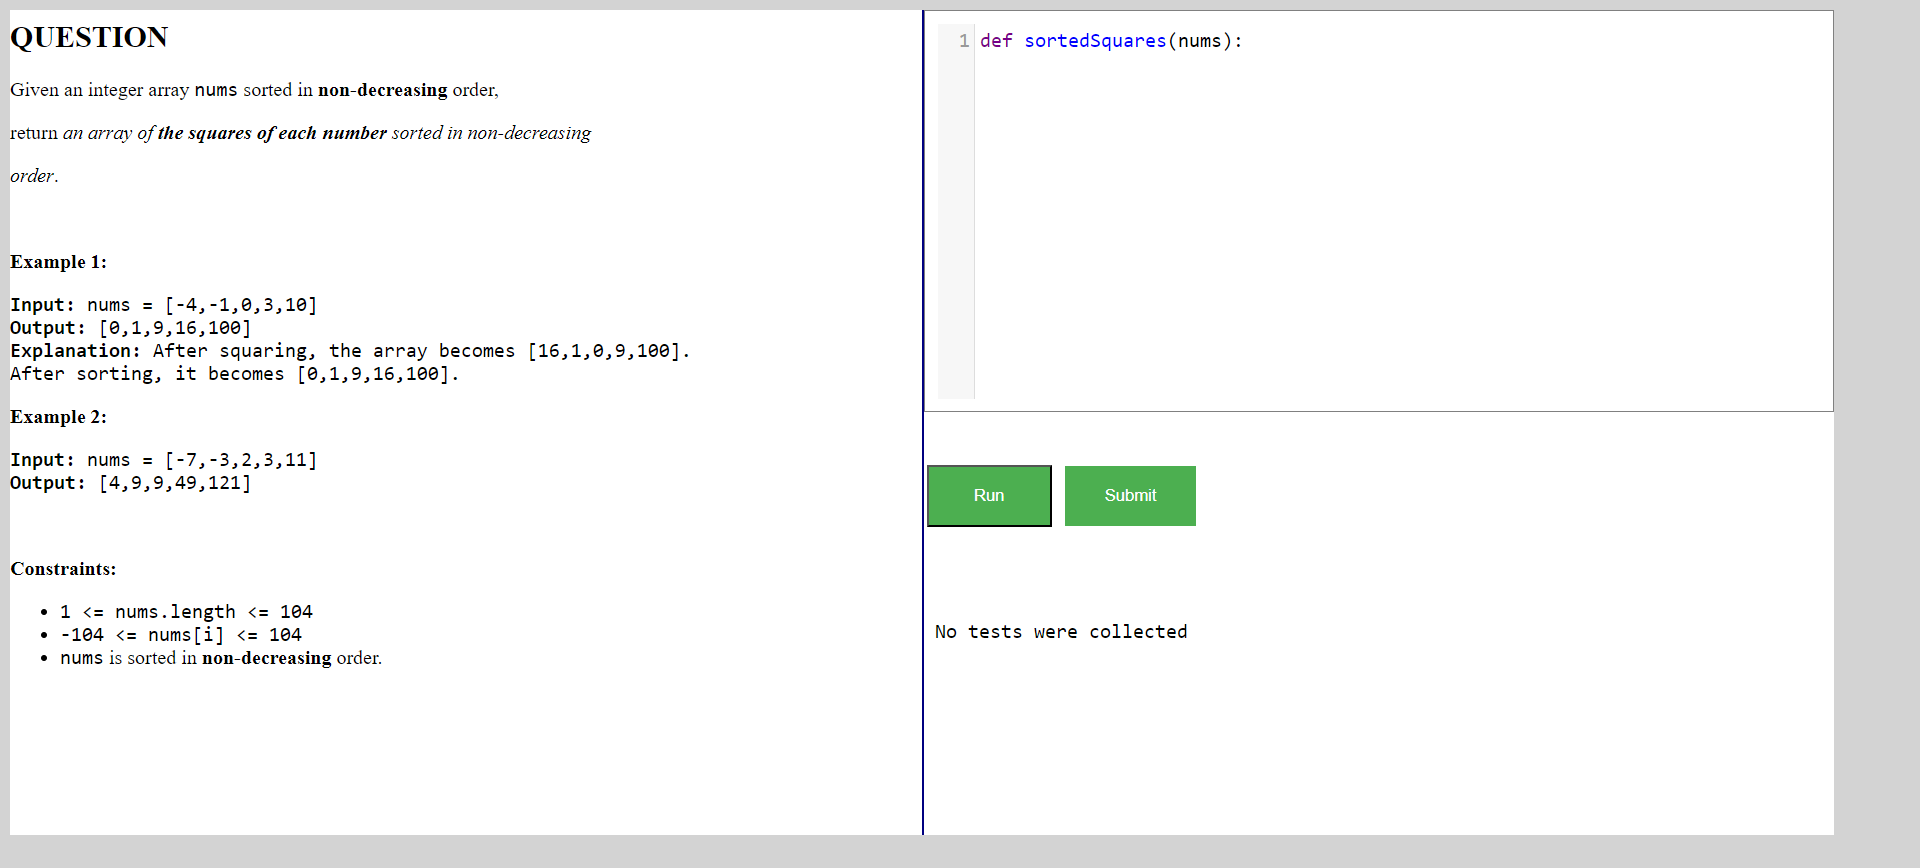 QUESTION
Given an integer array nums sorted in non-decreasing order,
return an array of the squares of each number sorted in non-decreasing
order.
Example 1:
Input: nums = [-4,-1,0,3,10]
Output: [0,1,9,16,100]
Explanation: After squaring, the array becomes [16,1,0,9,100].
After sorting, it becomes [0,1,9,16,100].
Example 2:
Input: nums = [-7,-3,2,3,11]
Output: [4,9,9,49,121]
Constraints:
• 1 <= nums.length <= 104
• -104 <= nums[i] <= 104
• nums is sorted in non-decreasing order.
1 def sortedSquares(nums):
Run Submit
No tests were collected